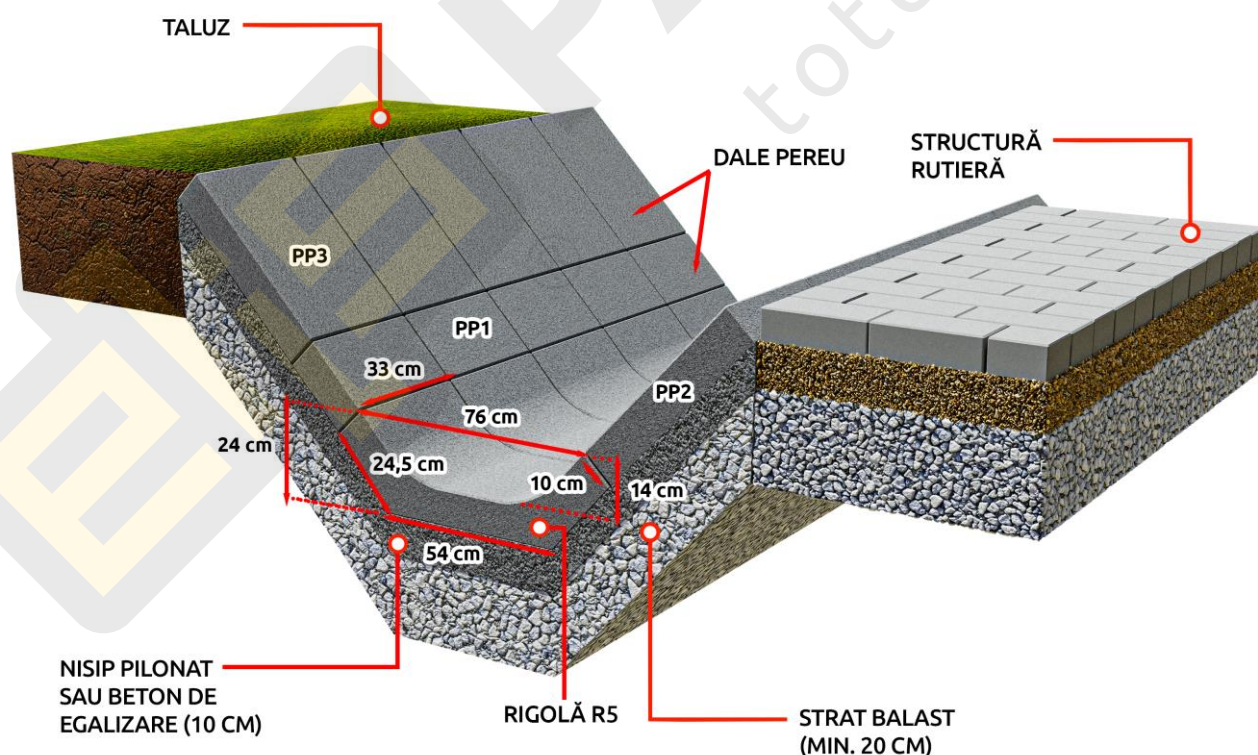 TALUZ
DALE PEREU
STRUCTURĂ
RUTIERĂ
PP3
PP1
33 cm
76 cm
PP2
24 cm
24,5 cm
10 cm
14 cm
54 cm
NISIP PILONAT
SAU BETON DE
EGALIZARE (10 CM)
RIGOLĂ R5
STRAT BALAST
(MIN. 20 CM)